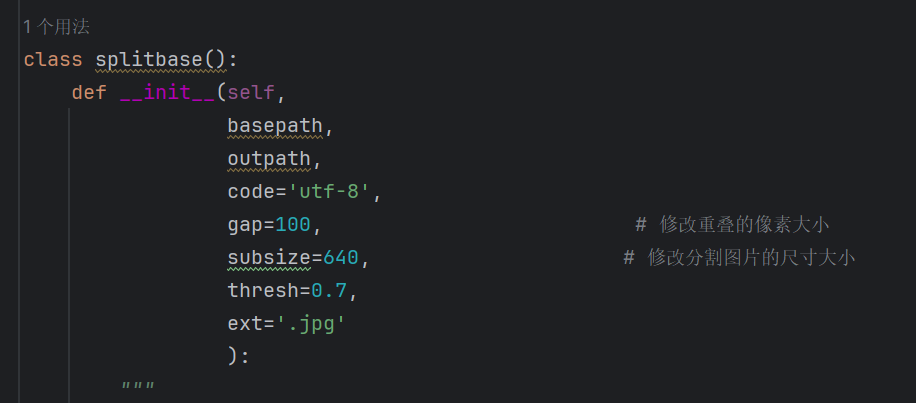 1 个用法
class splitbase():
def __init__(self,
basepath,
outpath,
code='utf-8',
gap=100, # 修改重叠的像素大小
subsize=640, # 修改分割图片的尺寸大小
thresh=0.7,
ext='.jpg'
):
"""